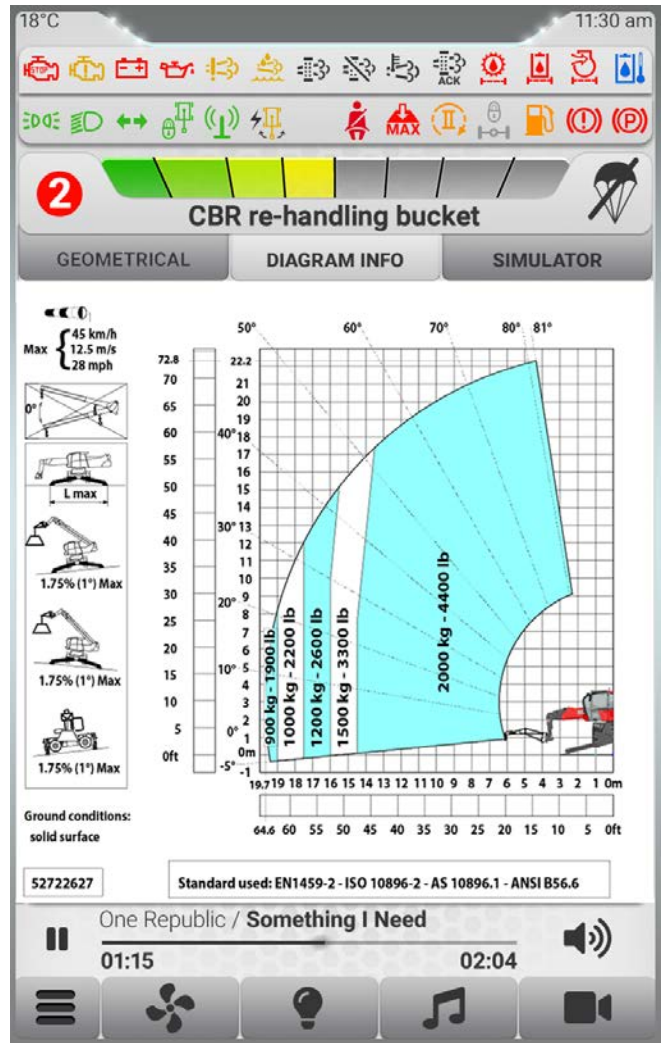 18°C
11:30 am
STOP
ACK
MAX
II
(!)
(P)
2
CBR re-handling bucket
GEOMETRICAL
DIAGRAM INFO
SIMULATOR
Max { 45 km/h
12.5 m/s
28 mph
0°
L max
1.75% (1°) Max
1.75% (1°) Max
1.75% (1°) Max
Ground conditions:
solid surface
50° 60° 70° 80° 81°
40°
30°
20°
10°
0°
-5°
72.8
70
65
60
55
50
45
40
35
30
25
20
15
10
5
0ft
22.2
21
20
19
18
17
16
15
14
13
12
11
10
9
8
7
6
5
4
3
2
1
0m
-1
900 kg - 1900 lb
1000 kg - 2200 lb
1200 kg - 2600 lb
1500 kg - 3300 lb
2000 kg - 4400 lb
19.7 19 18 17 16 15 14 13 12 11 10 9 8 7 6 5 4 3 2 1 0m
64.6 60 55 50 45 40 35 30 25 20 15 10 5 0ft
52722627
Standard used: EN1459-2 - ISO 10896-2 - AS 10896.1 - ANSI B56.6
One Republic / Something I Need
01:15
02:04